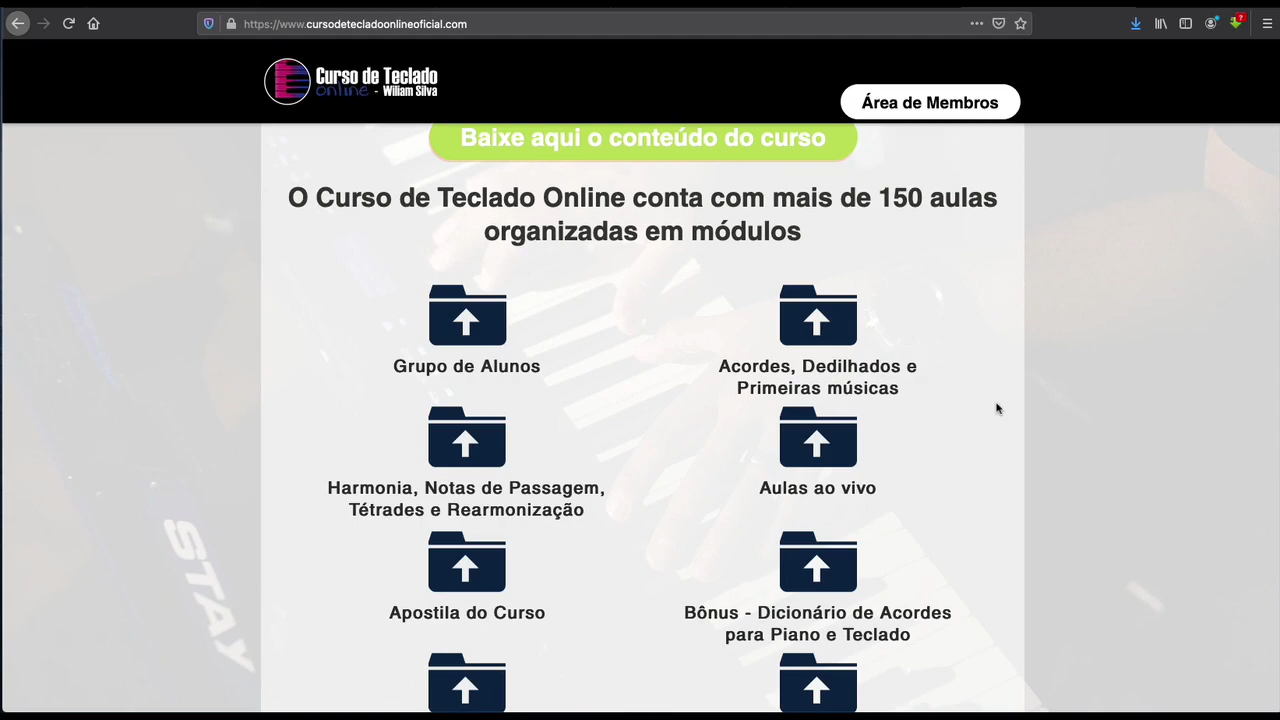 https://www.cursodetecladoonlineoficial.com
?
Curso de Teclado
online - Wiliam Silva
Área de Membros
Baixe aqui o conteúdo do curso
O Curso de Teclado Online conta com mais de 150 aulas
organizadas em módulos
Grupo de Alunos
Acordes, Dedilhados e
Primeiras músicas
Harmonia, Notas de Passagem,
Tétrades e Rearmonização
Aulas ao vivo
Apostila do Curso
Bônus - Dicionário de Acordes
para Piano e Teclado
STAY